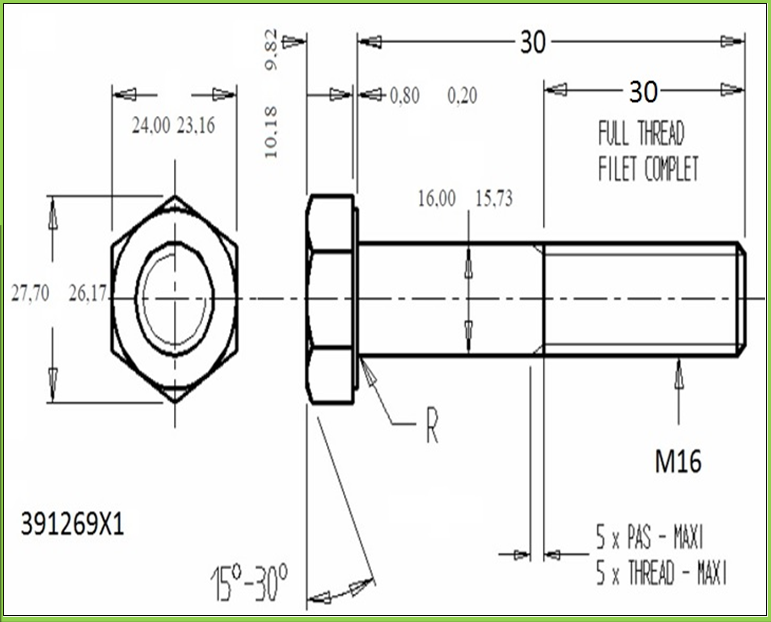 9.82
30
10.18
0,80 0,20
30
24,00 23,16
FULL THREAD
FILET COMPLET
16,00 15,73
27,70 26,17
R
M16
391269X1
5 x PAS - MAXI
5 x THREAD - MAXI
15°-30°